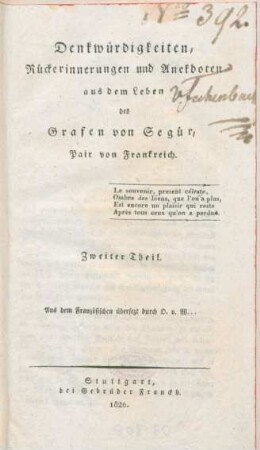 No 392.
Denkwürdigkeiten,
Rückerinnerungen und Anekdoten
aus dem Leben
des
Grafen von Segür,
Pair von Frankreich.
v. Fechenbach
Le souvenir, present céleste,
Ombre des biens, que l'on n'a plus,
Est encore un plaisir qui reste
Après tous ceux qu'on a perdus.
Zweiter Theil.
Aus dem Französischen übersetzt durch O. v. W...
Stuttgart,
bei Gebrüder Franckh.
1826.